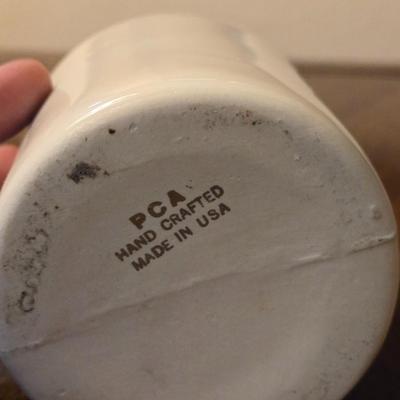 PCA
HAND CRAFTED
MADE IN USA